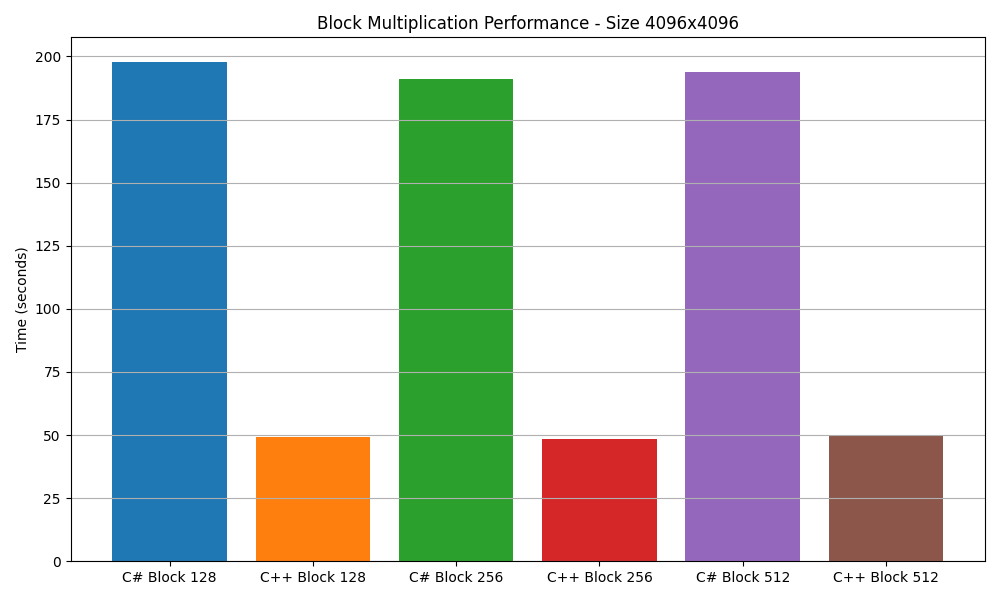 Block Multiplication Performance - Size 4096x4096
Time (seconds)
200
175
150
125
100
75
50
25
0
C# Block 128
C++ Block 128
C# Block 256
C++ Block 256
C# Block 512
C++ Block 512